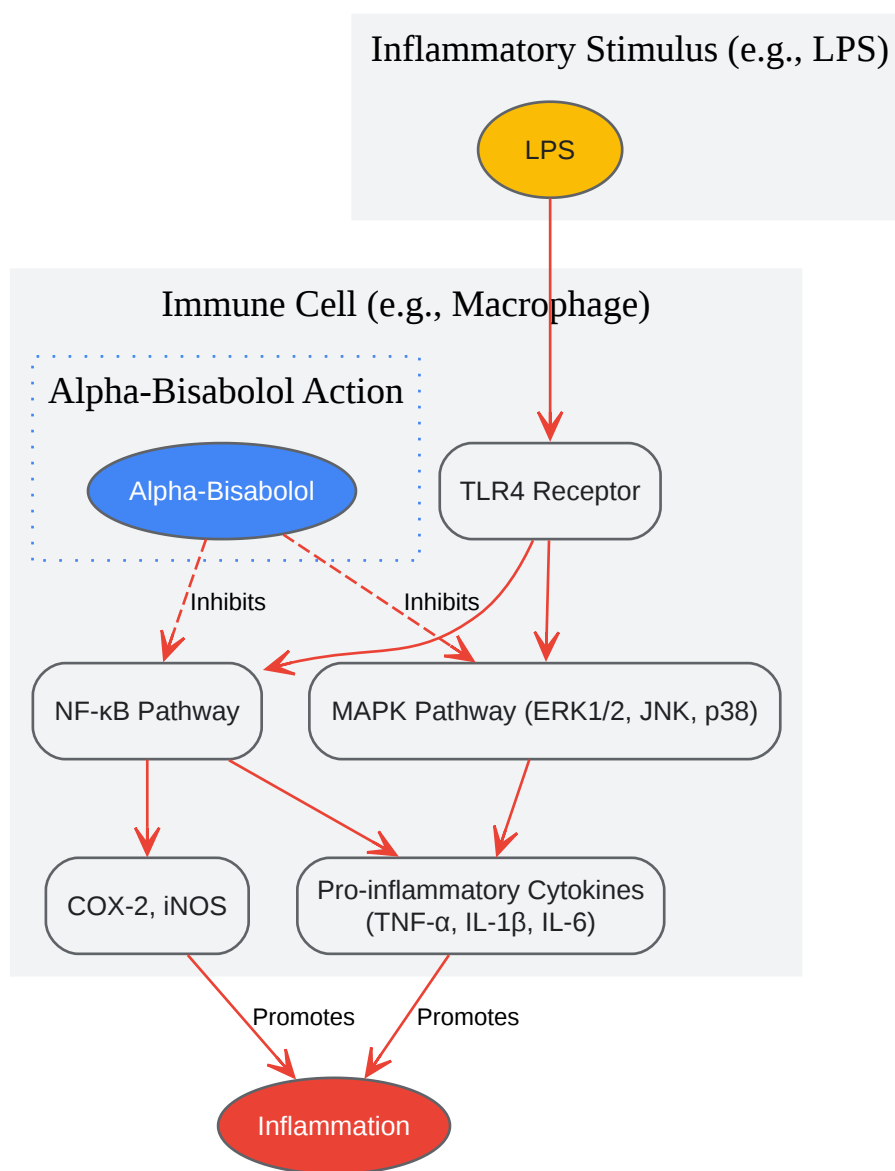 Inflammatory Stimulus (e.g., LPS)
LPS
Immune Cell (e.g., Macrophage)
Alpha-Bisabolol Action
Alpha-Bisabolol
TLR4 Receptor
Inhibits
Inhibits
NF-κB Pathway
MAPK Pathway (ERK1/2, JNK, p38)
COX-2, iNOS
Pro-inflammatory Cytokines
(TNF-α, IL-1β, IL-6)
Promotes
Promotes
Inflammation